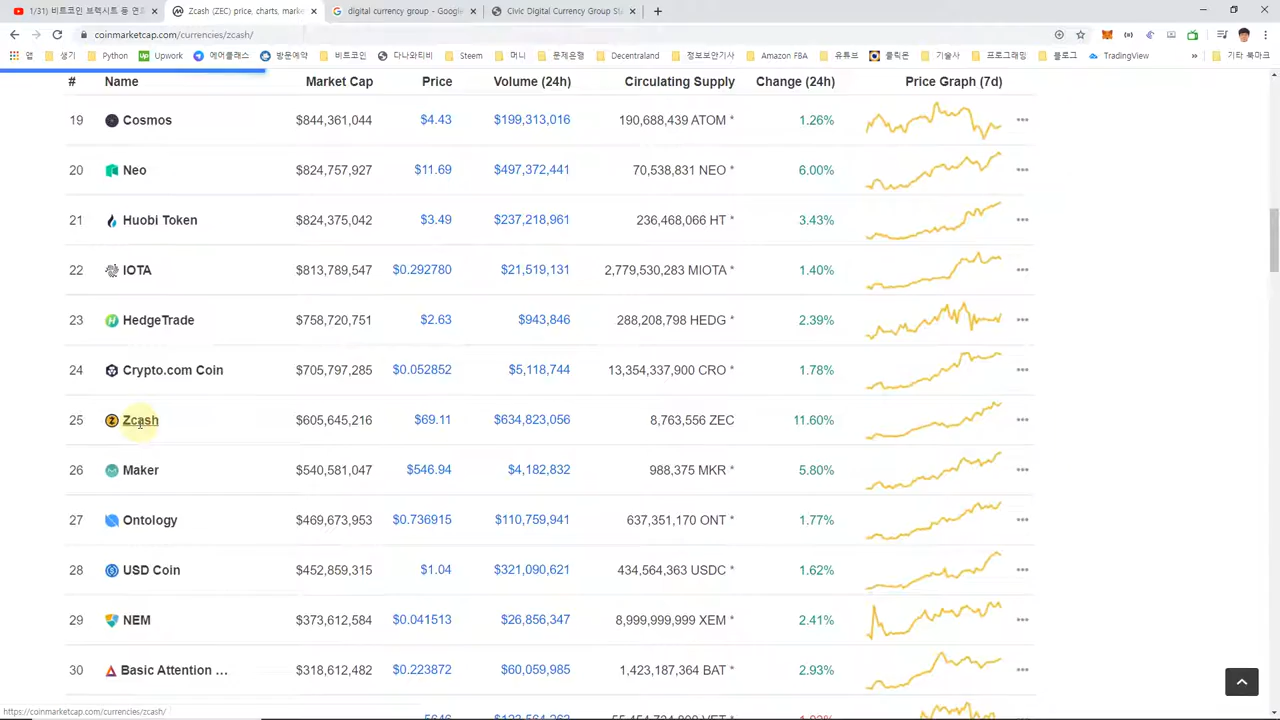 1/31) 비트코인 브렉시트 등 연프
Zcash (ZEC) price, charts, marke
digital currency group - Google
Civic Digital Currency Group St
coinmarketcap.com/currencies/zcash/
앱 생기 Python Upwork 에어클래스 방문예약 비트코인 다나와티비 Steem 머니 문제은행 Decentraland 정보보안기사 Amazon FBA 유튜브 클릭온 기술사 프로그래밍 블로그 TradingView » 기타 북마크
# Name Market Cap Price Volume (24h) Circulating Supply Change (24h) Price Graph (7d)
19 Cosmos $844,361,044 $4.43 $199,313,016 190,688,439 ATOM * 1.26%
20 Neo $824,757,927 $11.69 $497,372,441 70,538,831 NEO * 6.00%
21 Huobi Token $824,375,042 $3.49 $237,218,961 236,468,066 HT * 3.43%
22 IOTA $813,789,547 $0.292780 $21,519,131 2,779,530,283 MIOTA * 1.40%
23 HedgeTrade $758,720,751 $2.63 $943,846 288,208,798 HEDG * 2.39%
24 Crypto.com Coin $705,797,285 $0.052852 $5,118,744 13,354,337,900 CRO * 1.78%
25 Zcash $605,645,216 $69.11 $634,823,056 8,763,556 ZEC 11.60%
26 Maker $540,581,047 $546.94 $4,182,832 988,375 MKR * 5.80%
27 Ontology $469,673,953 $0.736915 $110,759,941 637,351,170 ONT * 1.77%
28 USD Coin $452,859,315 $1.04 $321,090,621 434,564,363 USDC * 1.62%
29 NEM $373,612,584 $0.041513 $26,856,347 8,999,999,999 XEM * 2.41%
30 Basic Attention ... $318,612,482 $0.223872 $60,059,985 1,423,187,364 BAT * 2.93%
https://coinmarketcap.com/currencies/zcash/